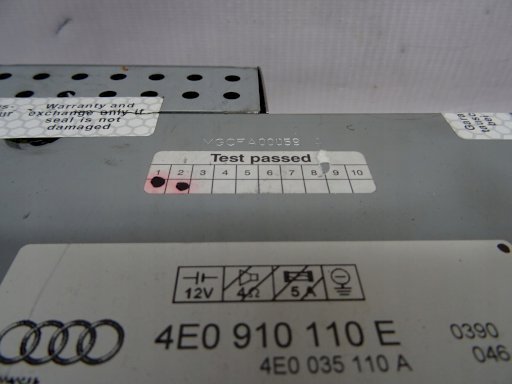 Warranty and
exchange only if
seal is not
damaged
Test passed
1 2 3 4 5 6 7 8 9 10
12V 4Ω 5A
4E0 910 110 E
0390
4E0 035 110 A
046